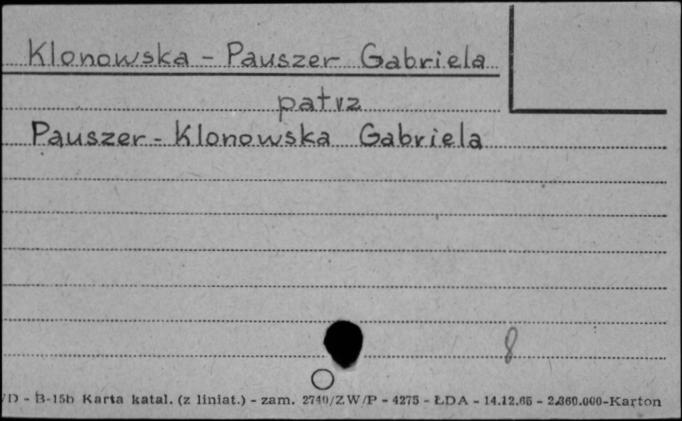 Klonowska - Pauszer Gabriela
patrz
Pauszer - Klonowska Gabriela
8
/D - B-15b Karta katal. (z liniat.) - zam. 2740/ZW/P - 4275 - ŁDA - 14.12.65 - 2.360.000-Karton